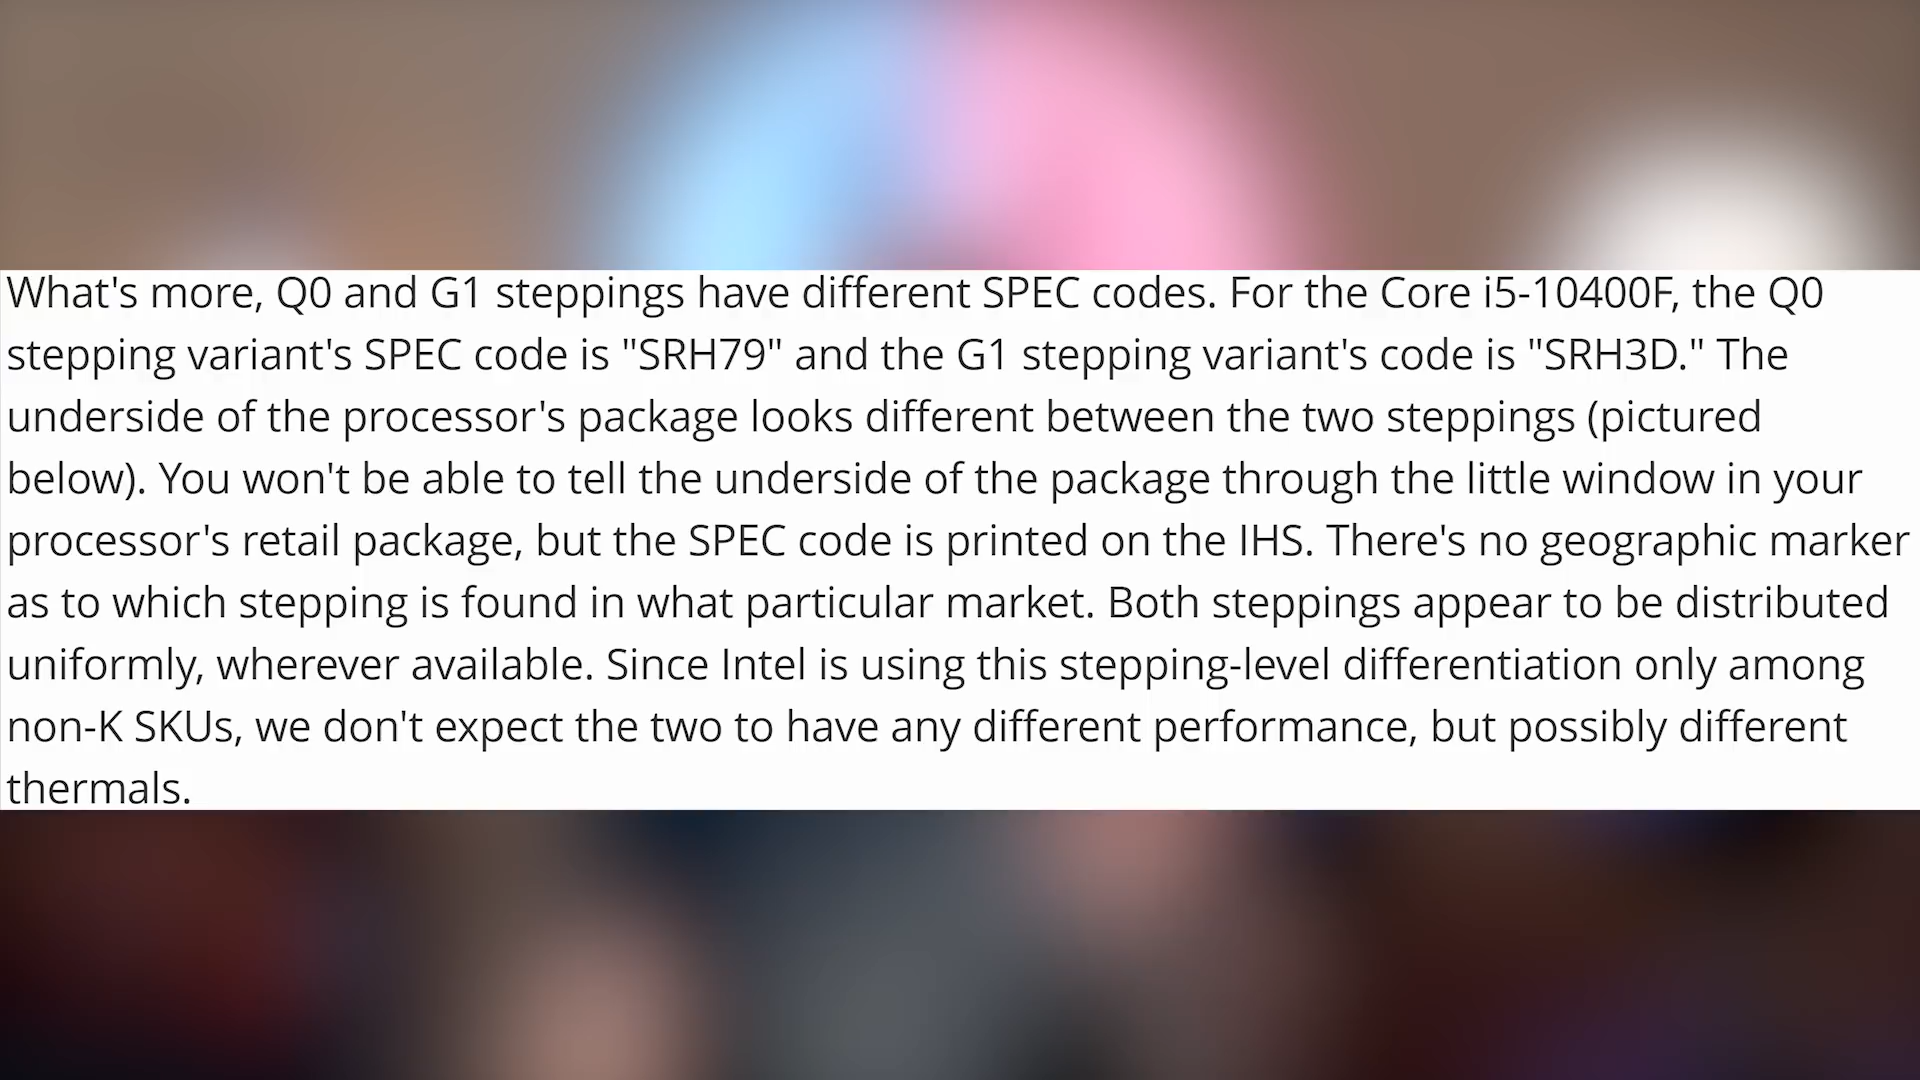 What's more, Q0 and G1 steppings have different SPEC codes. For the Core i5-10400F, the Q0
stepping variant's SPEC code is "SRH79" and the G1 stepping variant's code is "SRH3D." The
underside of the processor's package looks different between the two steppings (pictured
below). You won't be able to tell the underside of the package through the little window in your
processor's retail package, but the SPEC code is printed on the IHS. There's no geographic marker
as to which stepping is found in what particular market. Both steppings appear to be distributed
uniformly, wherever available. Since Intel is using this stepping-level differentiation only among
non-K SKUs, we don't expect the two to have any different performance, but possibly different
thermals.